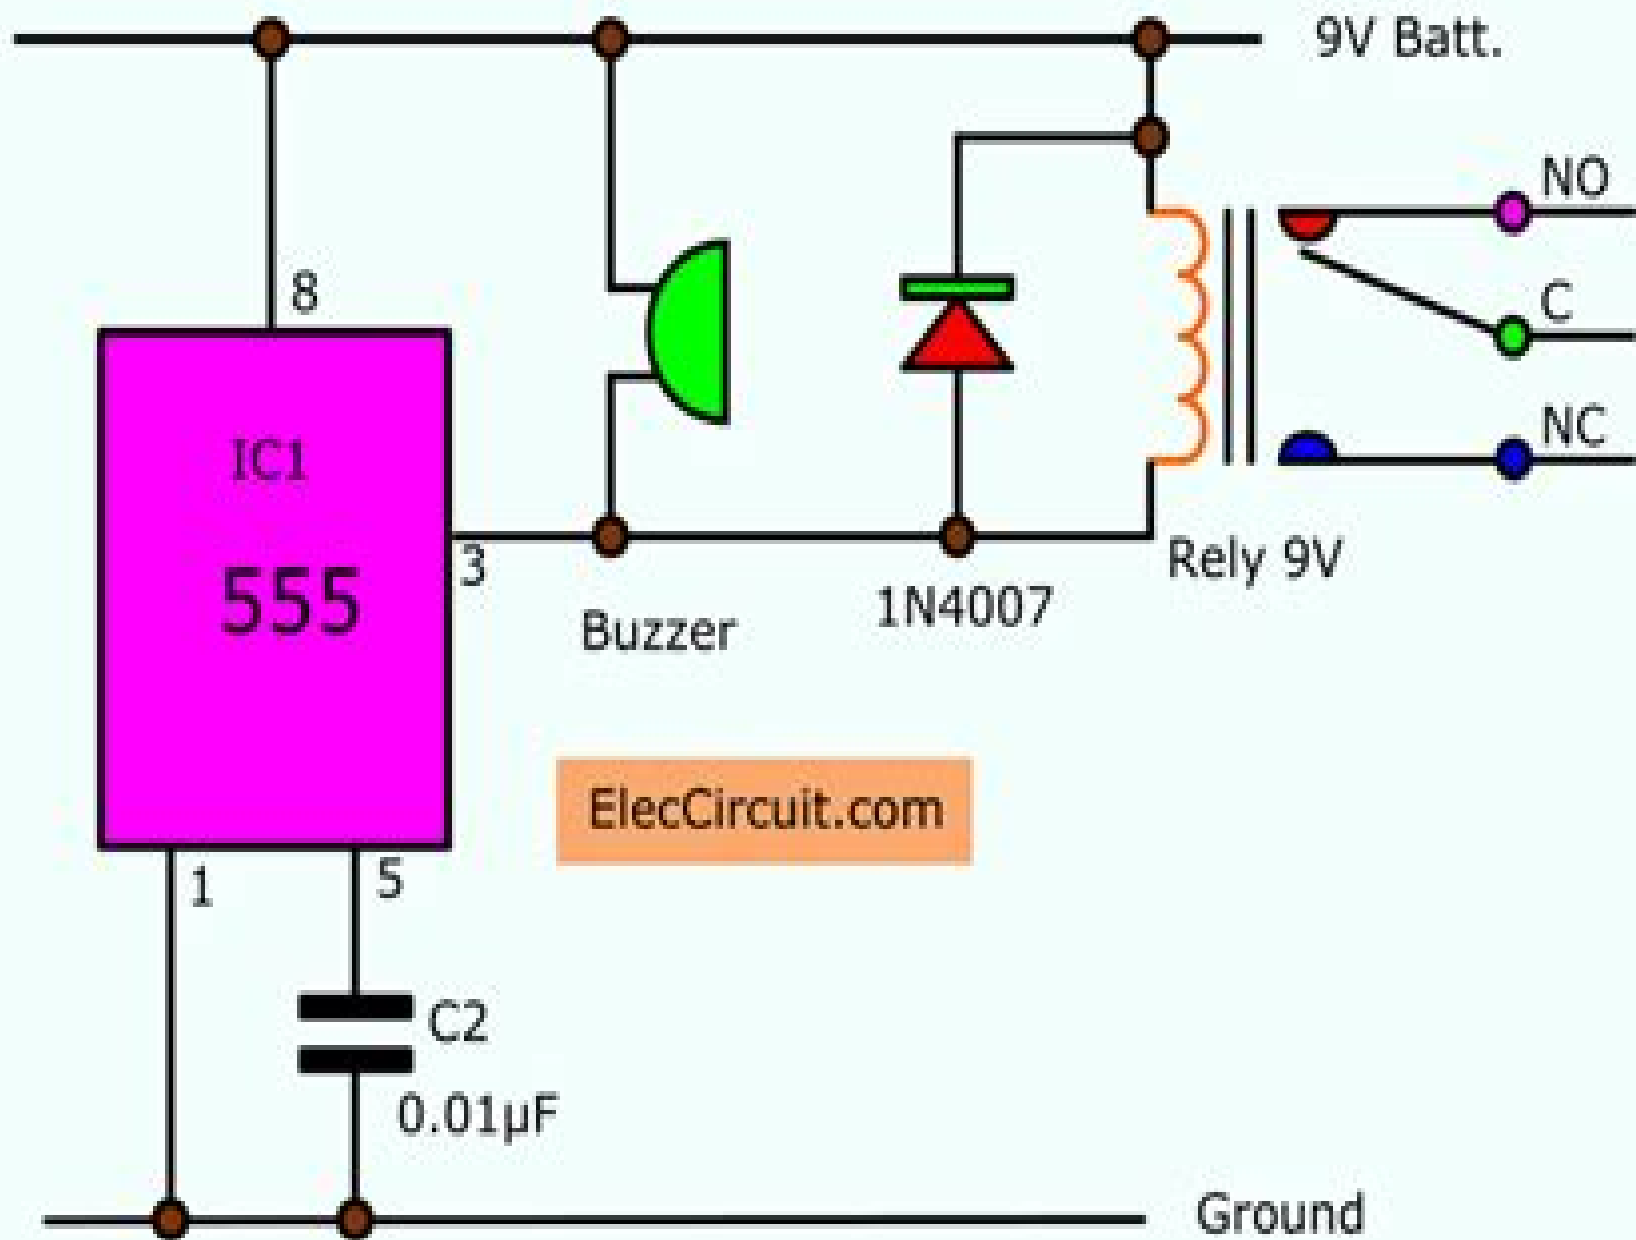 9V Batt.
NO
8
C
NC
IC1
555
3
Rely 9V
1N4007
Buzzer
ElecCircuit.com
1
5
C2
0.01µF
Ground